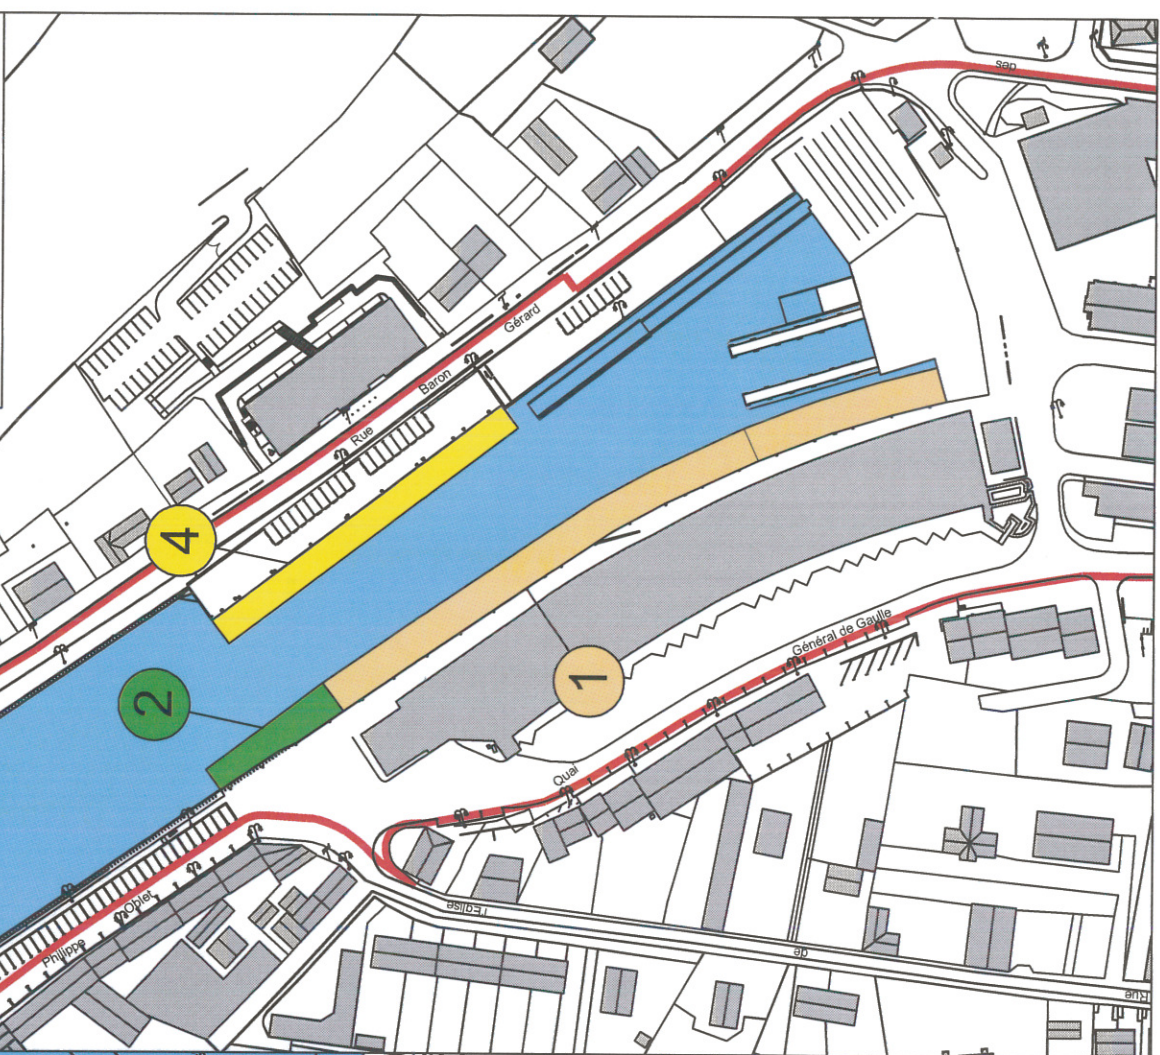 des
Gérard
Baron
Rue
4
2
1
Général de Gaulle
Quai
Philippe
Oblet
l'Eglise
de
Rue